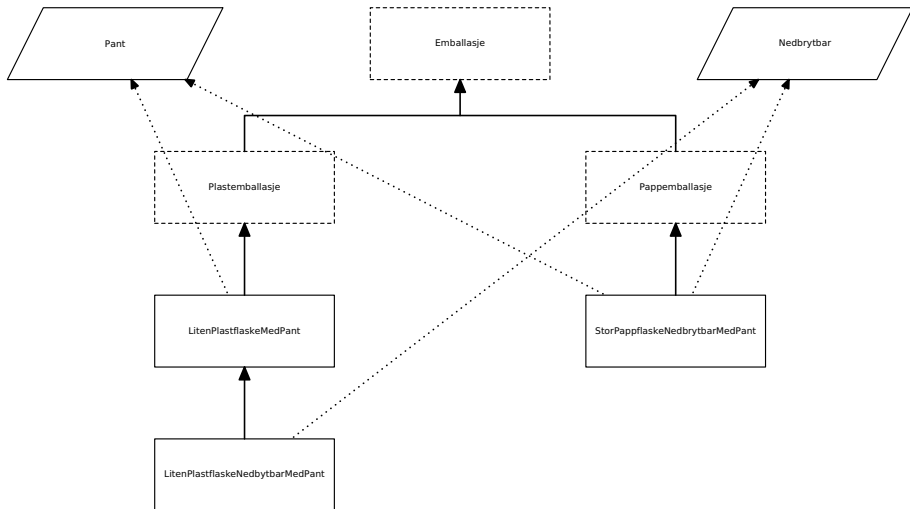 Pant
Emballasje
Nedbrytbar
Plastemballasje
Pappemballasje
LitenPlastflaskeMedPant
StorPappflaskeNedbrytbarMedPant
LitenPlastflaskeNedbytbarMedPant